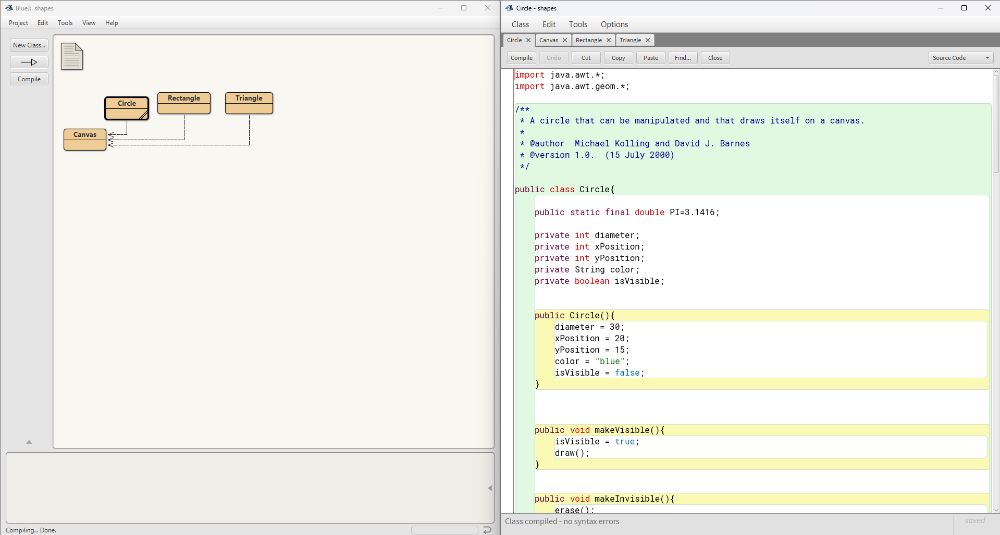 BlueJ: shapes
Project Edit Tools View Help
New Class...
Compile
Circle
Rectangle
Triangle
Canvas
Compiling... Done.
Circle - shapes
Class Edit Tools Options
Circle Canvas Rectangle Triangle
Compile Undo Cut Copy Paste Find... Close Source Code
import java.awt.*;
import java.awt.geom.*;
/**
 * A circle that can be manipulated and that draws itself on a canvas.
 *
 * @author  Michael Kolling and David J. Barnes
 * @version 1.0.  (15 July 2000)
 */
public class Circle{
    public static final double PI=3.1416;
    private int diameter;
    private int xPosition;
    private int yPosition;
    private String color;
    private boolean isVisible;
    public Circle(){
        diameter = 30;
        xPosition = 20;
        yPosition = 15;
        color = "blue";
        isVisible = false;
    }
    public void makeVisible(){
        isVisible = true;
        draw();
    }
    public void makeInvisible(){
        erase();
Class compiled - no syntax errors
saved